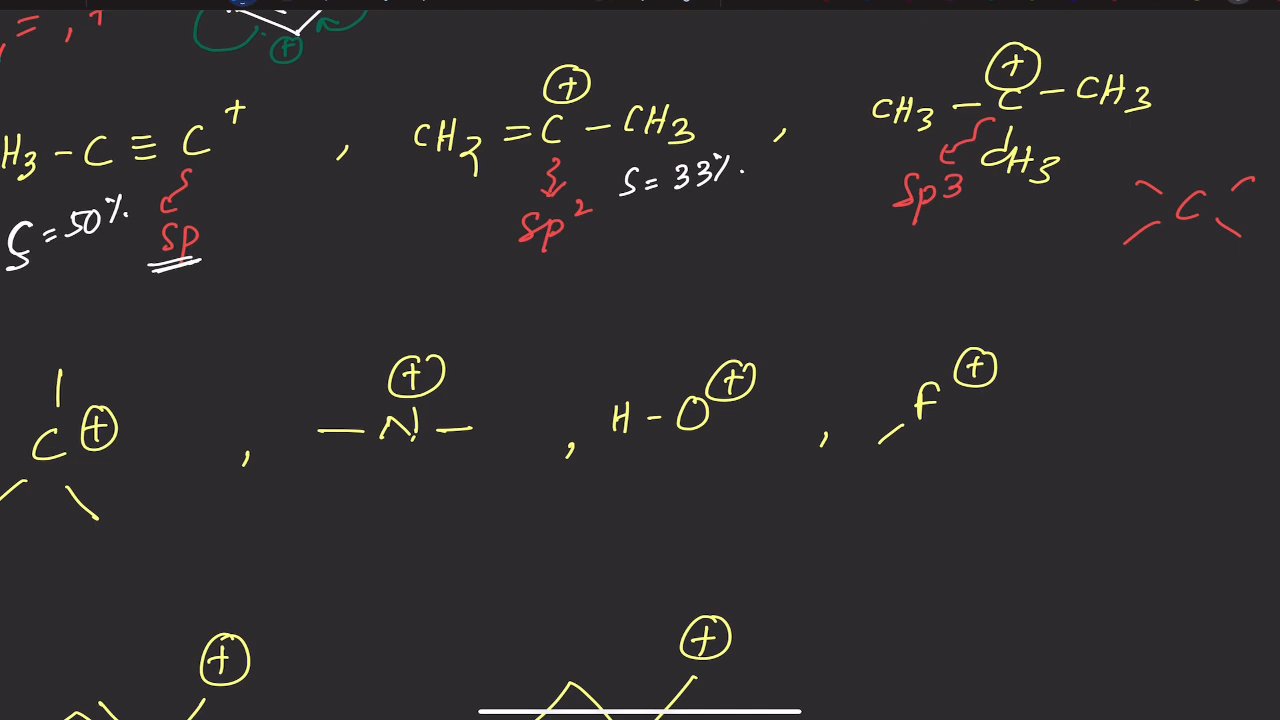 = , +
H3 - C ≡ C +
,
CH2 = C - CH3
+
,
CH3 - C - CH3
+
CH3
S = 50%
sp
sp2
S = 33%.
sp3
C
C +
,
- N -
+
,
H - O +
,
F +
+
+